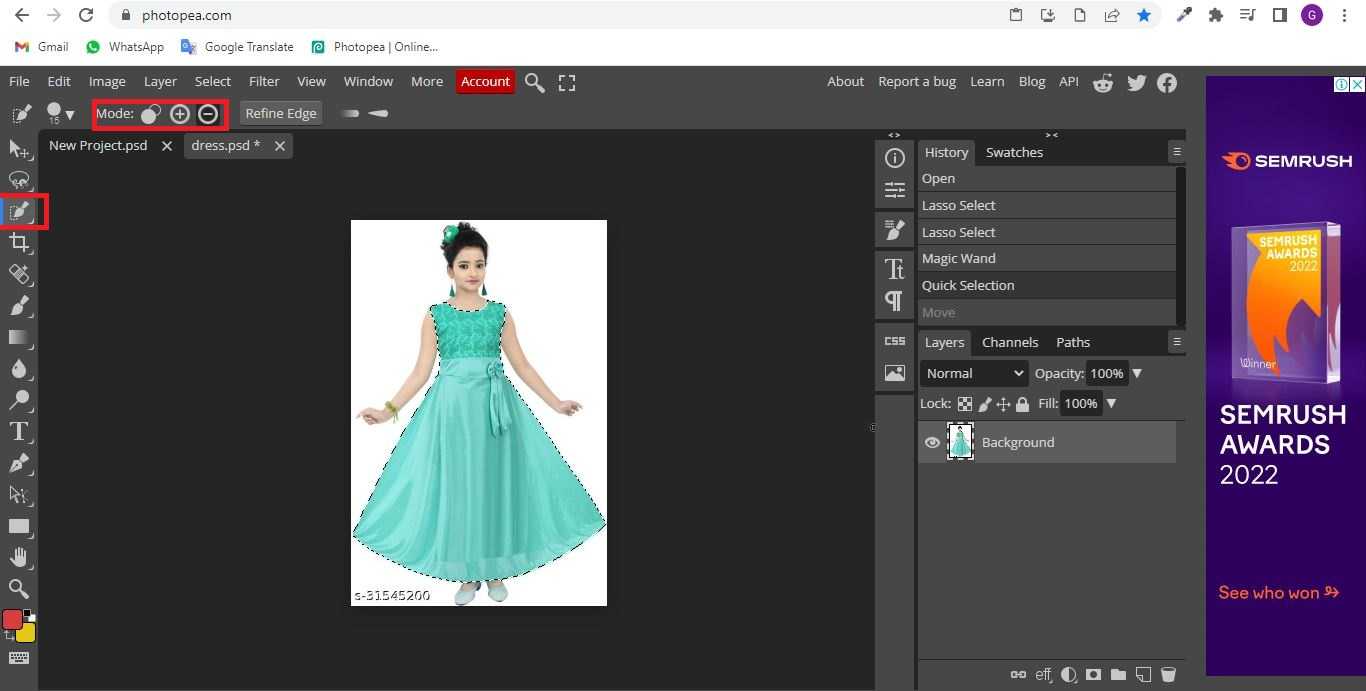 photopea.com
G
Gmail WhatsApp Google Translate Photopea | Online...
File Edit Image Layer Select Filter View Window More Account About Report a bug Learn Blog API
15 Mode: Refine Edge
New Project.psd dress.psd *
History Swatches
Open
Lasso Select
Lasso Select
Magic Wand
Quick Selection
Move
CSS
Layers Channels Paths
Normal Opacity: 100%
Lock: Fill: 100%
Background
eff
s-31545200
SEMRUSH
SEMRUSH
AWARDS
2022
Winner
SEMRUSH
AWARDS
2022
See who won